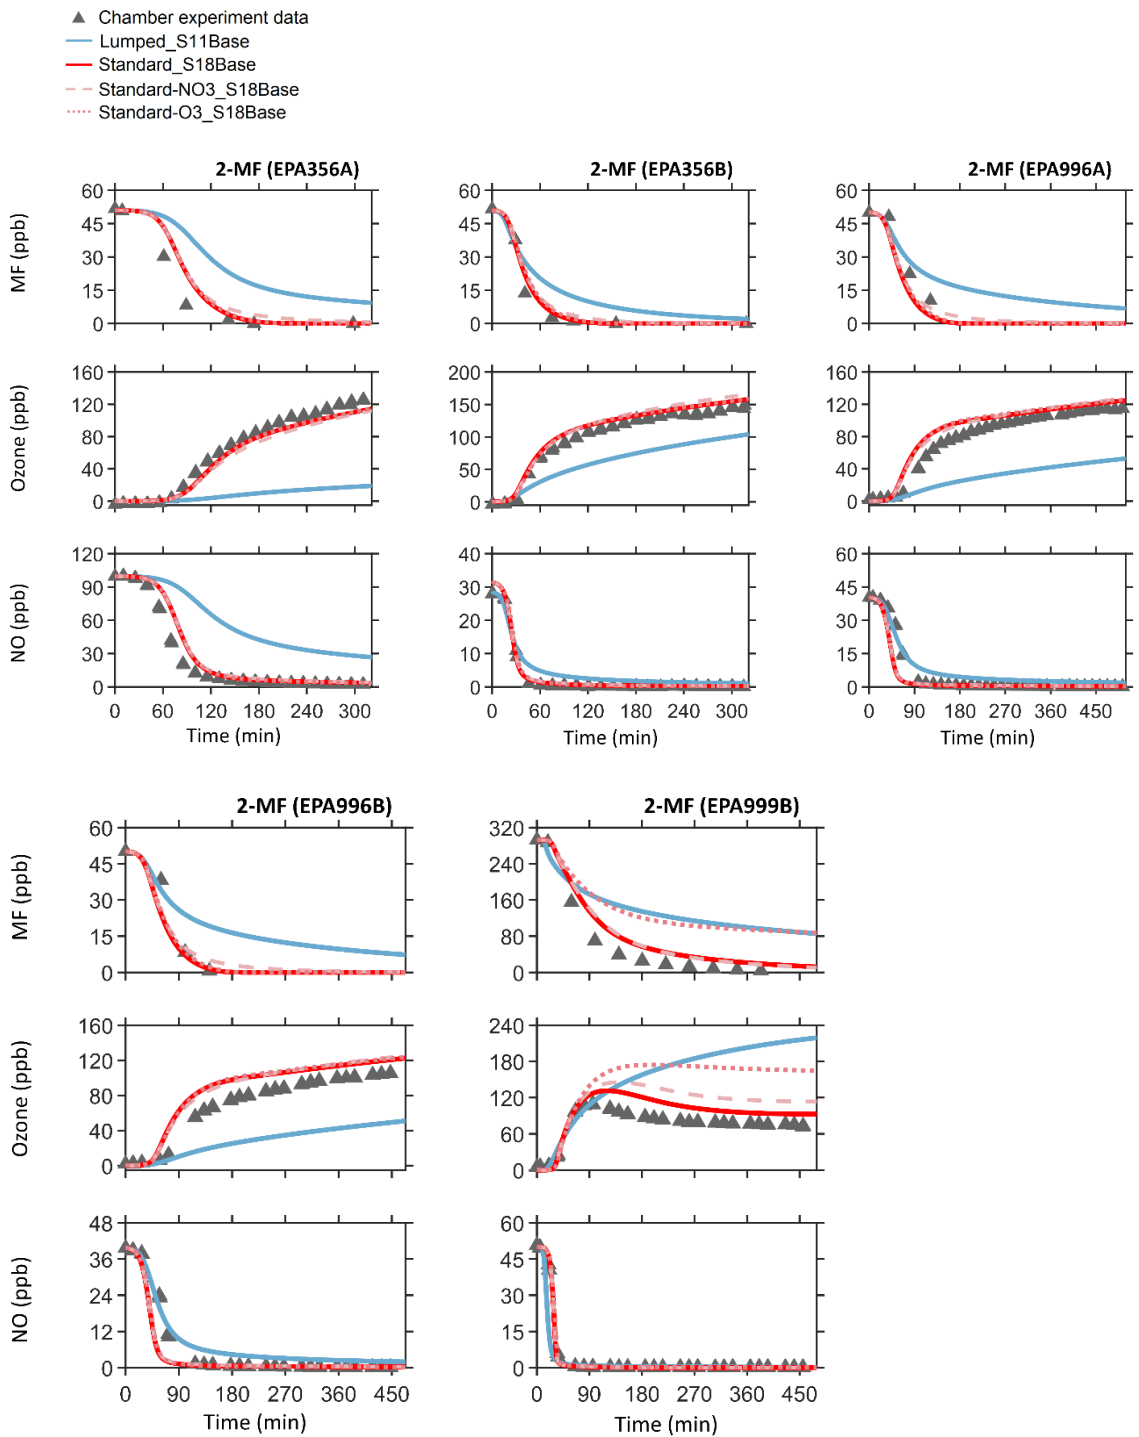 Chamber experiment data
Lumped_S11Base
Standard_S18Base
Standard-NO3_S18Base
Standard-O3_S18Base
2-MF (EPA356A)
2-MF (EPA356B)
2-MF (EPA996A)
MF (ppb)
60
45
30
15
0
60
45
30
15
0
60
45
30
15
0
Ozone (ppb)
160
120
80
40
0
200
150
100
50
0
160
120
80
40
0
NO (ppb)
120
90
60
30
0
40
30
20
10
0
60
45
30
15
0
0 60 120 180 240 300
0 60 120 180 240 300
0 90 180 270 360 450
Time (min)
Time (min)
Time (min)
2-MF (EPA996B)
2-MF (EPA999B)
MF (ppb)
60
45
30
15
0
320
240
160
80
0
Ozone (ppb)
160
120
80
40
0
240
180
120
60
0
NO (ppb)
48
36
24
12
0
60
45
30
15
0
0 90 180 270 360 450
0 90 180 270 360 450
Time (min)
Time (min)